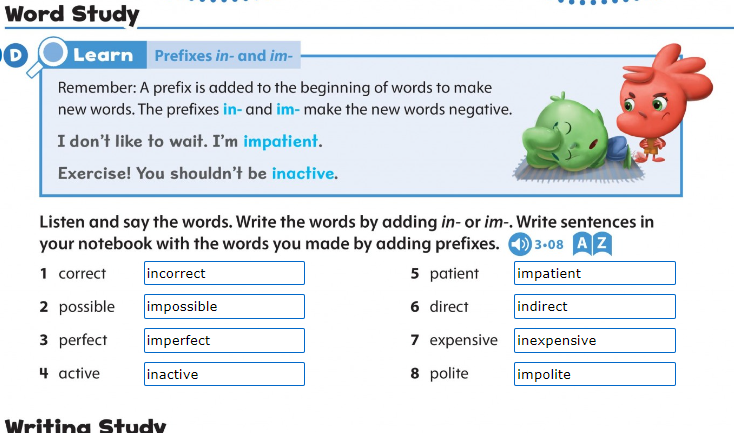 Word Study
D Learn Prefixes in- and im-
Remember: A prefix is added to the beginning of words to make
new words. The prefixes in- and im- make the new words negative.
I don't like to wait. I'm impatient.
Exercise! You shouldn't be inactive.
Listen and say the words. Write the words by adding in- or im-. Write sentences in
your notebook with the words you made by adding prefixes. 3•08 A Z
1 correct incorrect
5 patient impatient
2 possible impossible
6 direct indirect
3 perfect imperfect
7 expensive inexpensive
4 active inactive
8 polite impolite
Writing Study